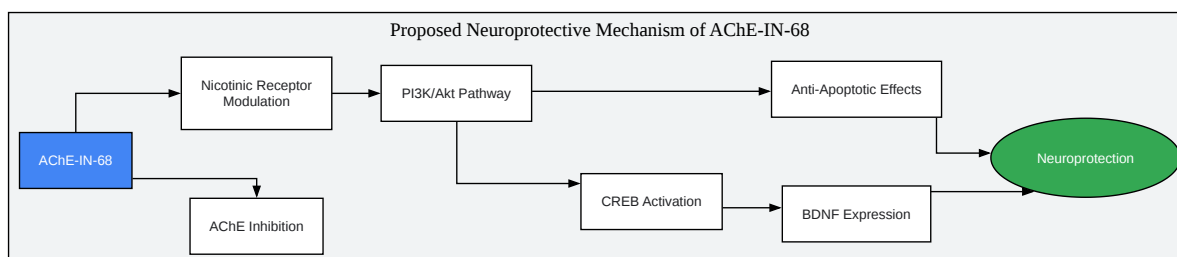 Proposed Neuroprotective Mechanism of AChE-IN-68
Nicotinic Receptor
Modulation
PI3K/Akt Pathway
Anti-Apoptotic Effects
AChE-IN-68
Neuroprotection
AChE Inhibition
CREB Activation
BDNF Expression